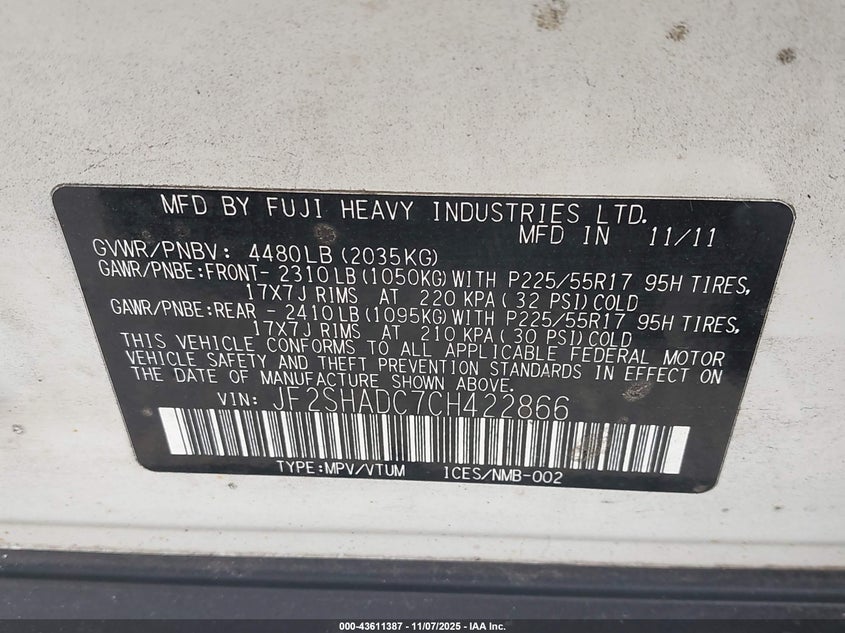 MFD BY FUJI HEAVY INDUSTRIES LTD.
MFD IN 11/11
GVWR/PNBV: 4480LB (2035KG)
GAWR/PNBE:FRONT- 2310LB (1050KG) WITH P225/55R17 95H TIRES,
17X7J RIMS AT 220 KPA ( 32 PSI) COLD
GAWR/PNBE:REAR - 2410LB (1095KG) WITH P225/55R17 95H TIRES,
17X7J RIMS AT 210 KPA ( 30 PSI) COLD
THIS VEHICLE CONFORMS TO ALL APPLICABLE FEDERAL MOTOR
VEHICLE SAFETY AND THEFT PREVENTION STANDARDS IN EFFECT ON
THE DATE OF MANUFACTURE SHOWN ABOVE.
VIN: JF2SHADC7CH422866
TYPE:MPV/VTUM ICES/NMB-002
000-43611387 - 11/07/2025 - IAA Inc.